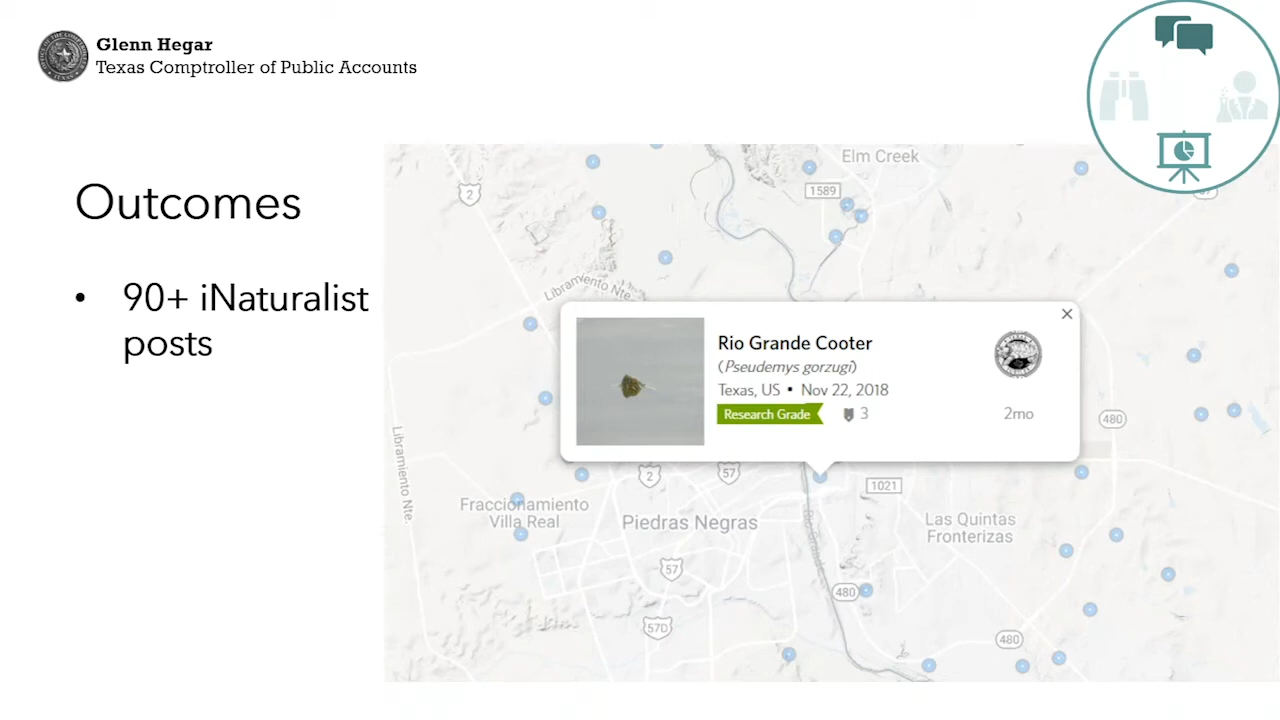 Glenn Hegar
Texas Comptroller of Public Accounts
Outcomes
• 90+ iNaturalist
posts
Elm Creek
2
1589
Libramiento Nte.
Rio Grande Cooter
(Pseudemys gorzugi)
Texas, US • Nov 22, 2018
Research Grade 3
2mo
480
Libramiento Nte.
2
57
1021
Fraccionamiento
Villa Real
Piedras Negras
Las Quintas
Fronterizas
Rio Grande
57
480
57D
480